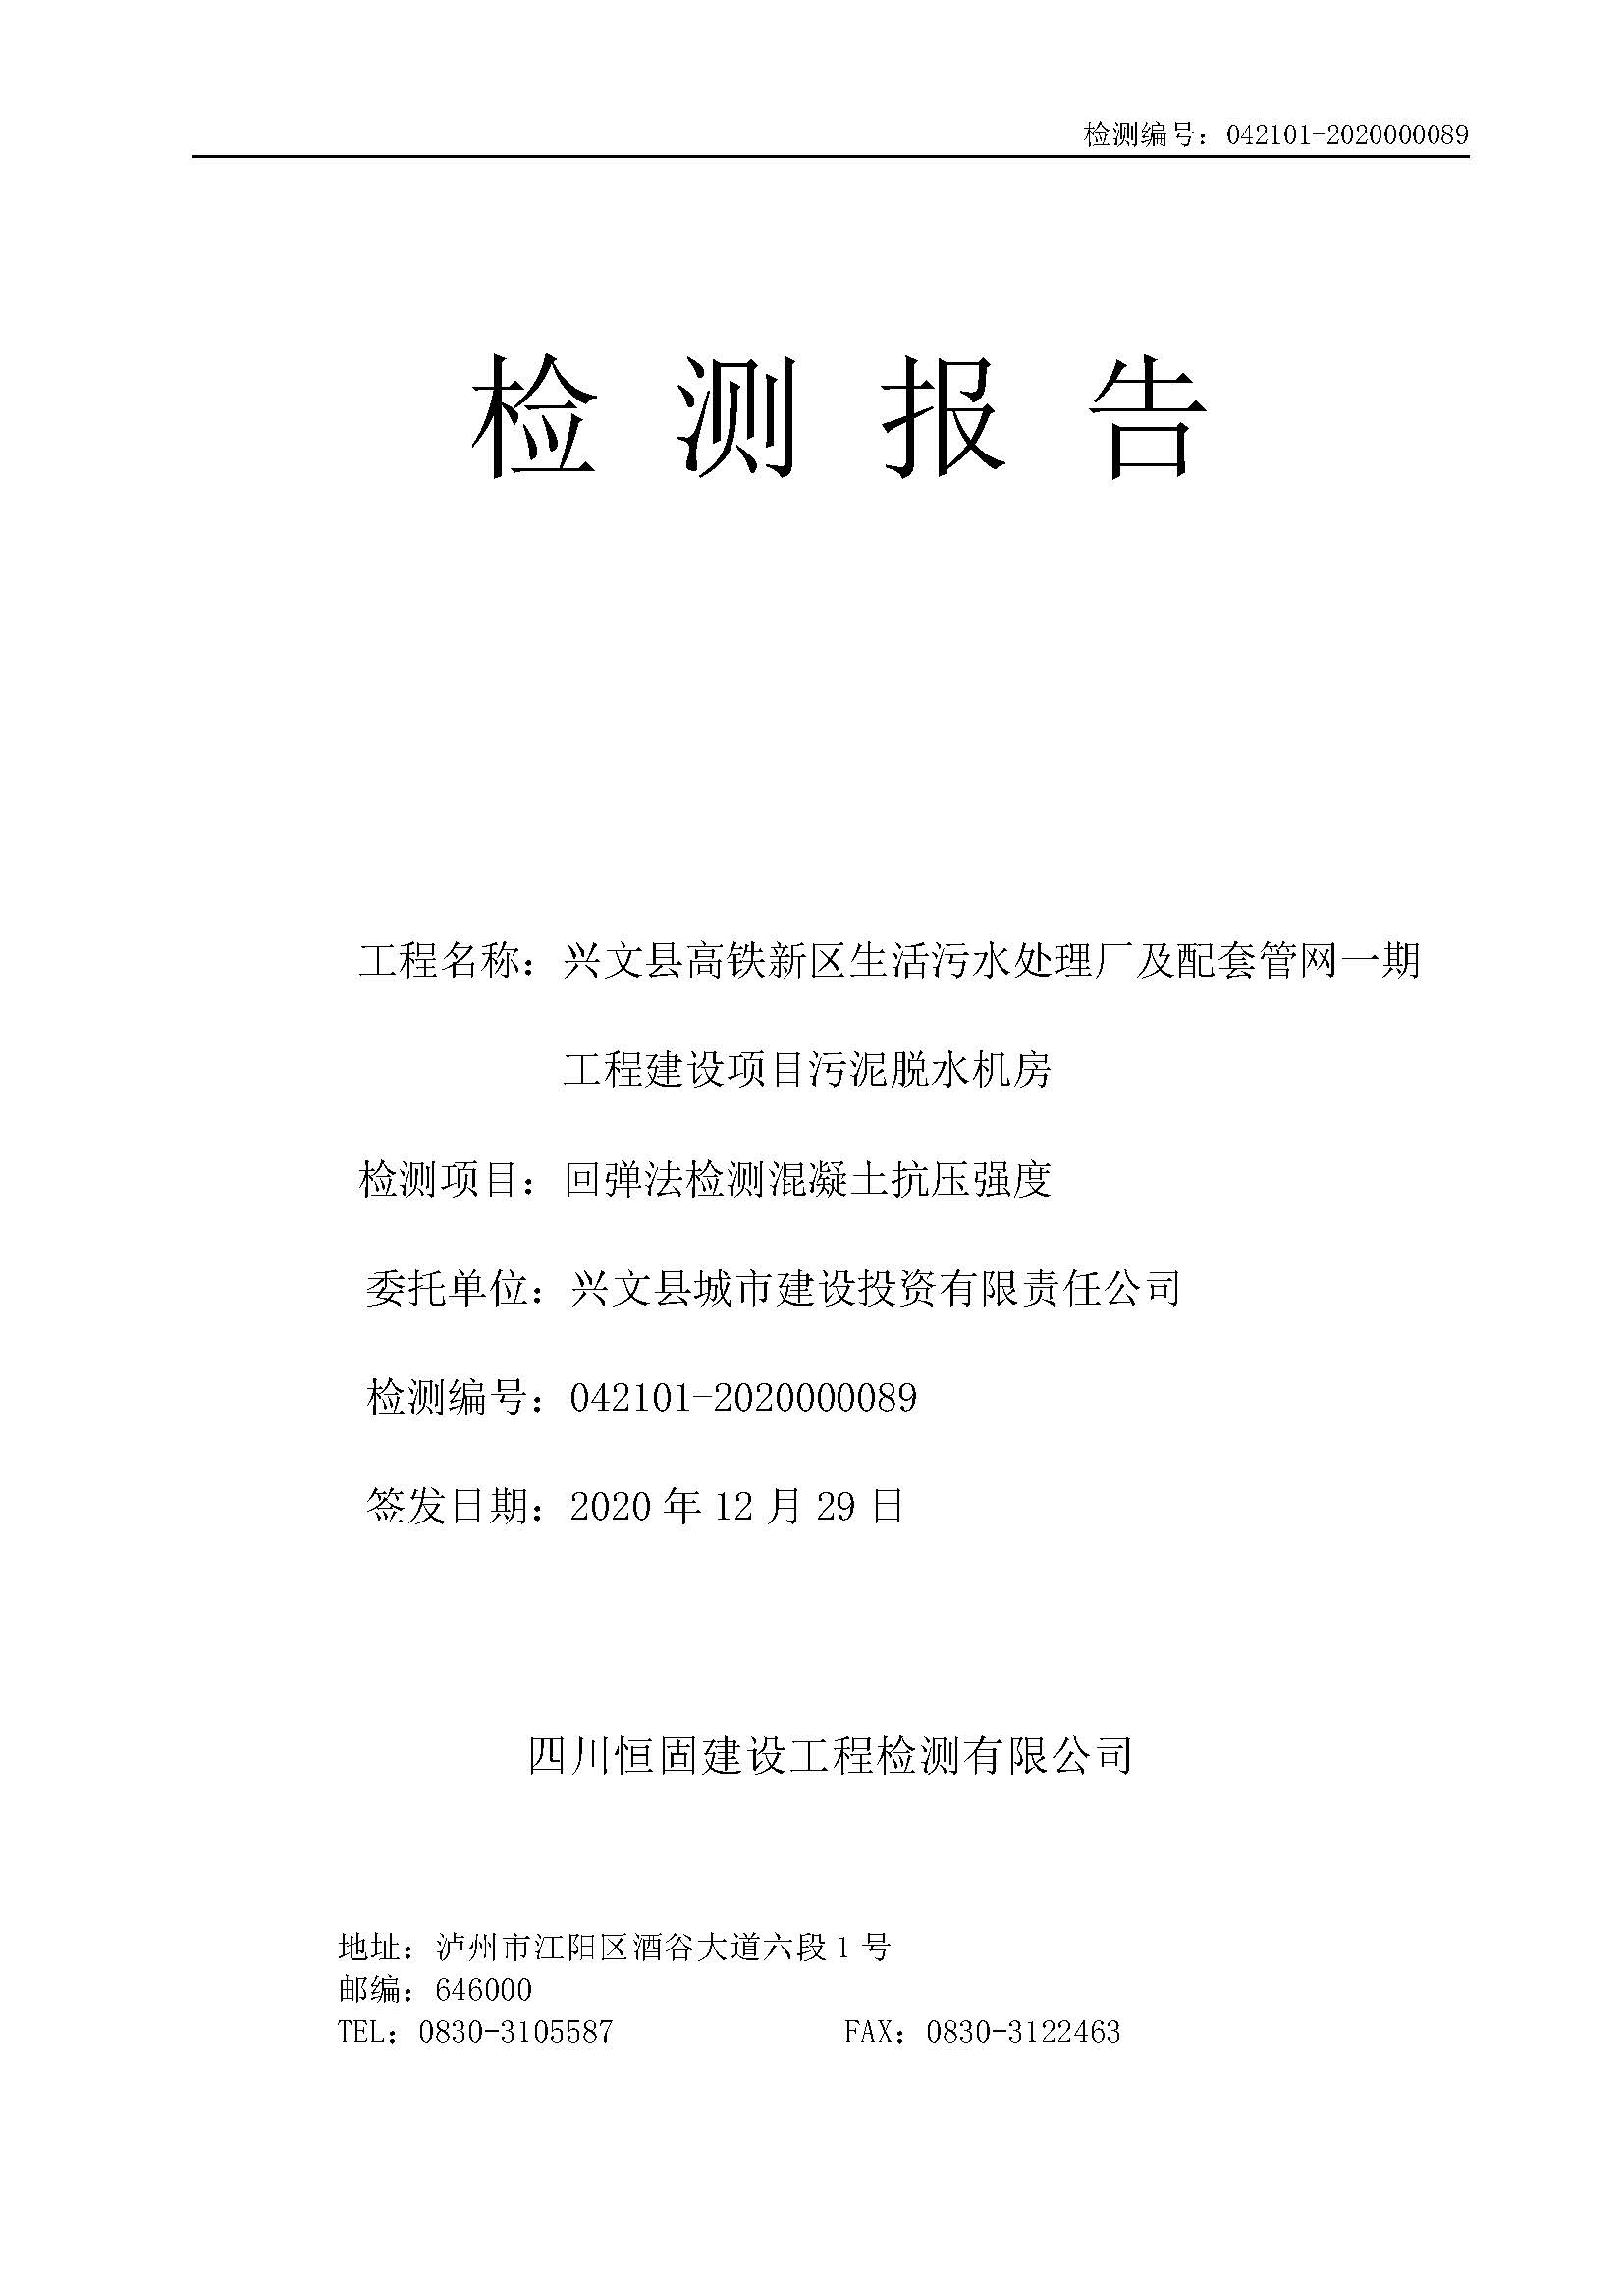 检测编号：042101-2020000089
检测报告
工程名称：兴文县高铁新区生活污水处理厂及配套管网一期
工程建设项目污泥脱水机房
检测项目：回弹法检测混凝土抗压强度
委托单位：兴文县城市建设投资有限责任公司
检测编号：042101-2020000089
签发日期：2020 年 12 月 29 日
四川恒固建设工程检测有限公司
地址：泸州市江阳区酒谷大道六段 1 号
邮编：646000
TEL：0830-3105587 FAX：0830-3122463